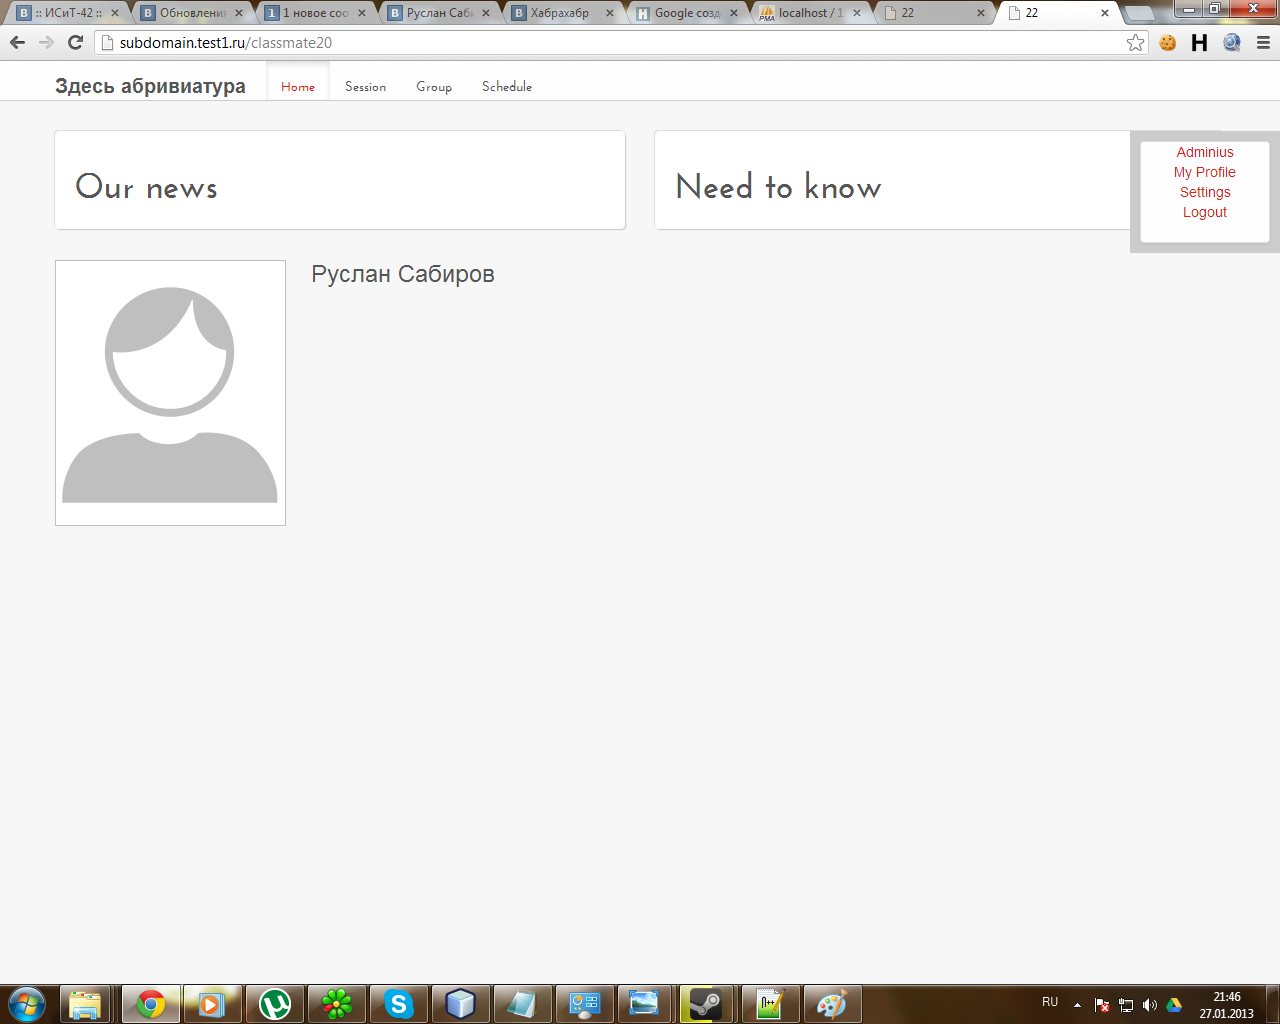 :: ИСиТ-42 ::
Обновления
1 новое соо
Руслан Саби
Хабрахабр
Google созд
localhost / 1
22
22
subdomain.test1.ru/classmate20
Здесь абривиатура
Home
Session
Group
Schedule
Our news
Need to know
Adminius
My Profile
Settings
Logout
Руслан Сабиров
RU
21:46
27.01.2013